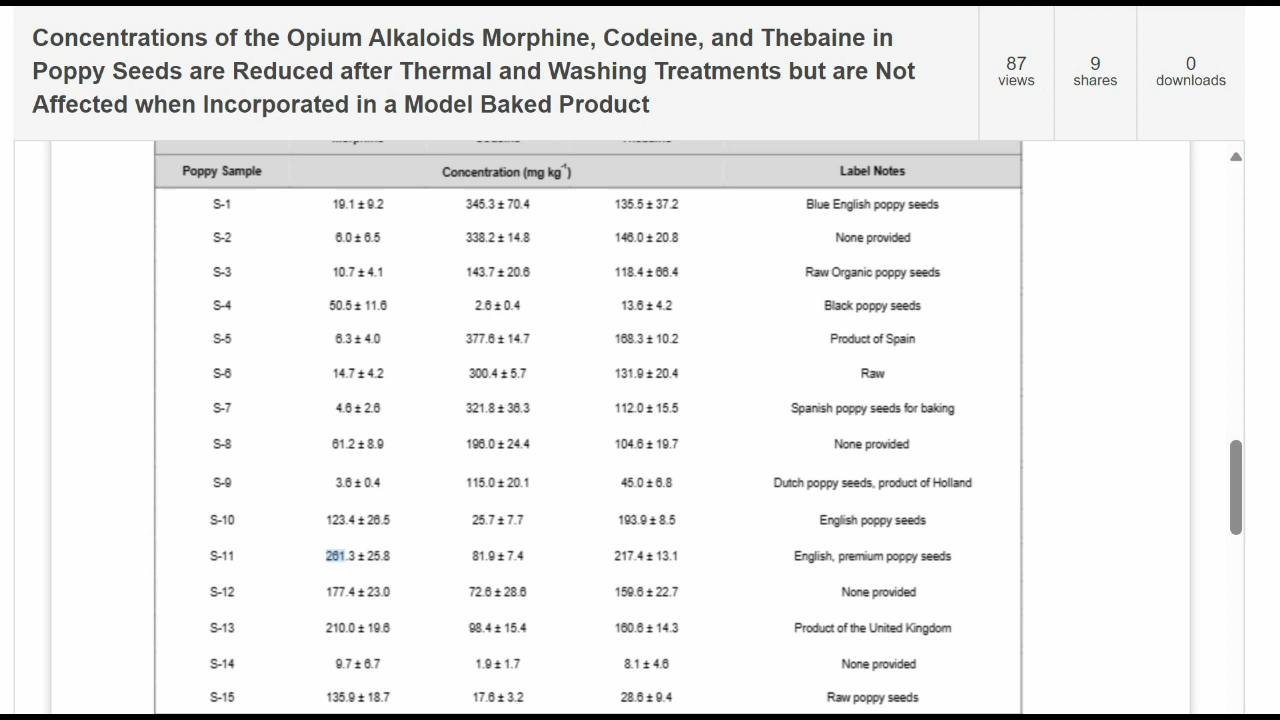 Concentrations of the Opium Alkaloids Morphine, Codeine, and Thebaine in
Poppy Seeds are Reduced after Thermal and Washing Treatments but are Not
Affected when Incorporated in a Model Baked Product
87 views
9 shares
0 downloads
Poppy Sample Concentration (mg kg⁻¹) Label Notes
S-1 19.1 ± 9.2 345.3 ± 70.4 135.5 ± 37.2 Blue English poppy seeds
S-2 6.0 ± 6.5 338.2 ± 14.8 146.0 ± 20.8 None provided
S-3 10.7 ± 4.1 143.7 ± 20.6 118.4 ± 66.4 Raw Organic poppy seeds
S-4 50.5 ± 11.6 2.6 ± 0.4 13.6 ± 4.2 Black poppy seeds
S-5 6.3 ± 4.0 377.6 ± 14.7 168.3 ± 10.2 Product of Spain
S-6 14.7 ± 4.2 300.4 ± 5.7 131.9 ± 20.4 Raw
S-7 4.6 ± 2.6 321.8 ± 36.3 112.0 ± 15.5 Spanish poppy seeds for baking
S-8 61.2 ± 8.9 196.0 ± 24.4 104.6 ± 19.7 None provided
S-9 3.6 ± 0.4 115.0 ± 20.1 45.0 ± 6.8 Dutch poppy seeds, product of Holland
S-10 123.4 ± 26.5 25.7 ± 7.7 193.9 ± 8.5 English poppy seeds
S-11 261.3 ± 25.8 81.9 ± 7.4 217.4 ± 13.1 English, premium poppy seeds
S-12 177.4 ± 23.0 72.6 ± 28.6 159.6 ± 22.7 None provided
S-13 210.0 ± 19.6 98.4 ± 15.4 160.6 ± 14.3 Product of the United Kingdom
S-14 9.7 ± 6.7 1.9 ± 1.7 8.1 ± 4.6 None provided
S-15 135.9 ± 18.7 17.6 ± 3.2 28.6 ± 9.4 Raw poppy seeds